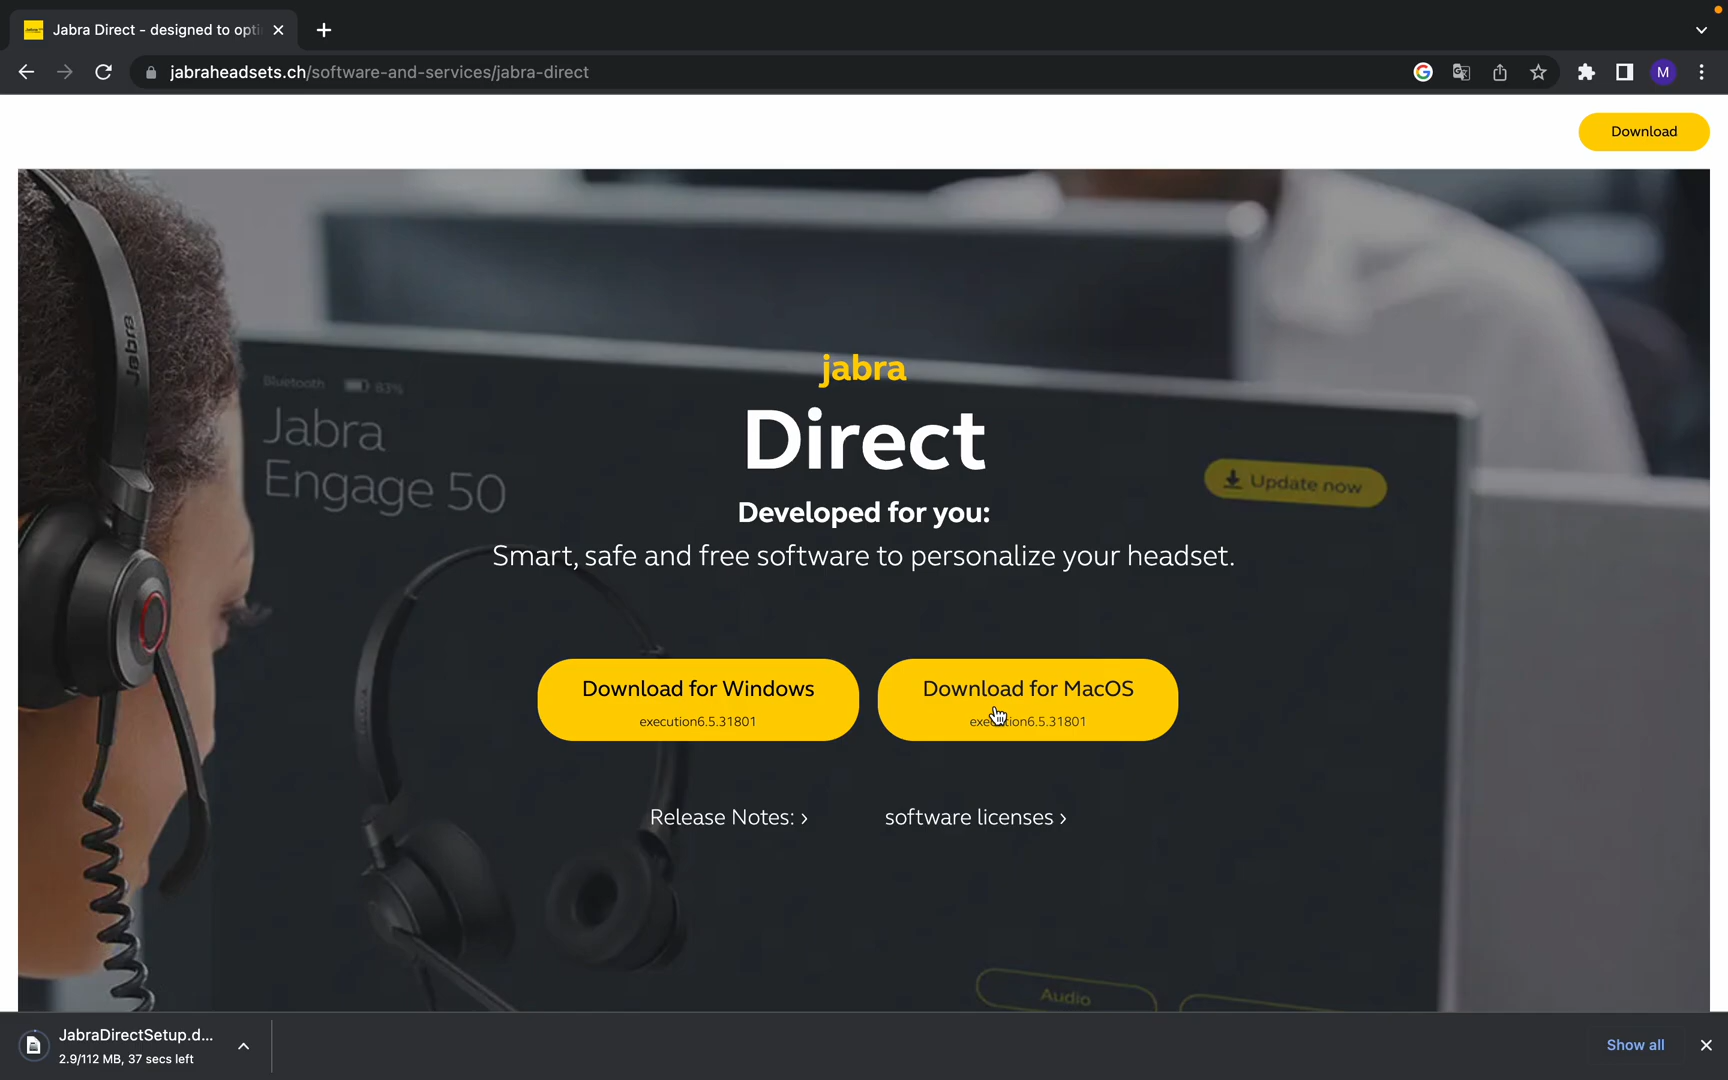 Jabra Direct - designed to opti
jabraheadsets.ch/software-and-services/jabra-direct
M
Download
Jabra
Bluetooth 83%
Jabra
Engage 50
Update now
jabra
Direct
Developed for you:
Smart, safe and free software to personalize your headset.
Download for Windows
execution6.5.31801
Download for MacOS
execution6.5.31801
Release Notes: ›
software licenses ›
Audio
JabraDirectSetup.d...
2.9/112 MB, 37 secs left
Show all